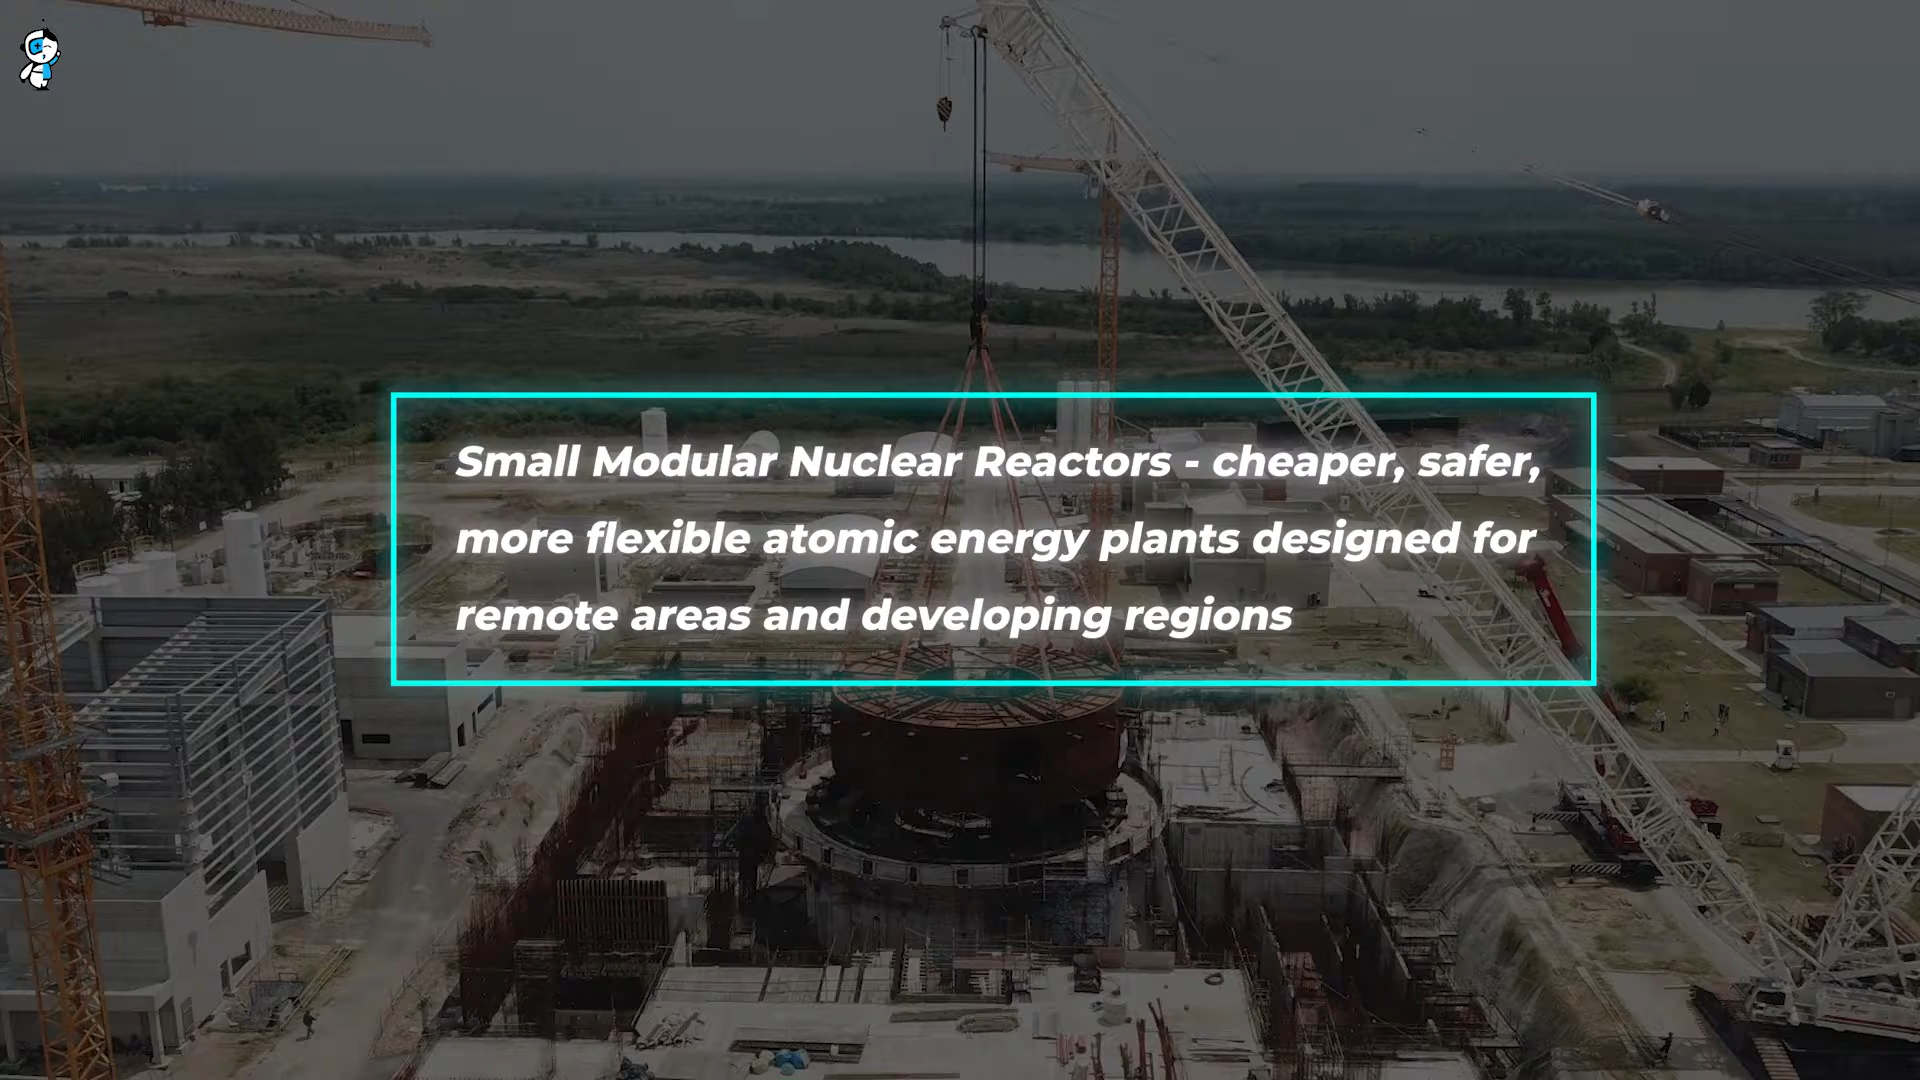 Small Modular Nuclear Reactors - cheaper, safer,
more flexible atomic energy plants designed for
remote areas and developing regions